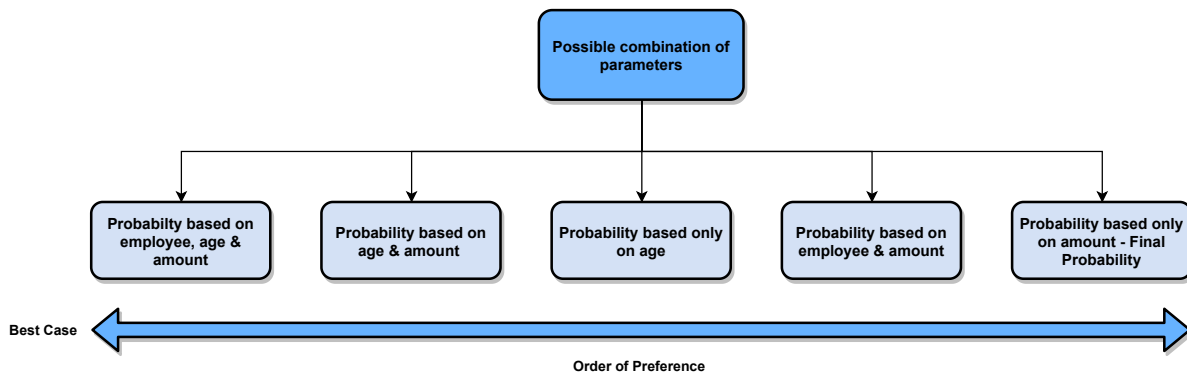 Possible combination of
parameters
Probabilty based on
employee, age &
amount
Probability based on
age & amount
Probability based only
on age
Probability based on
employee & amount
Probability based only
on amount - Final
Probability
Best Case
Order of Preference